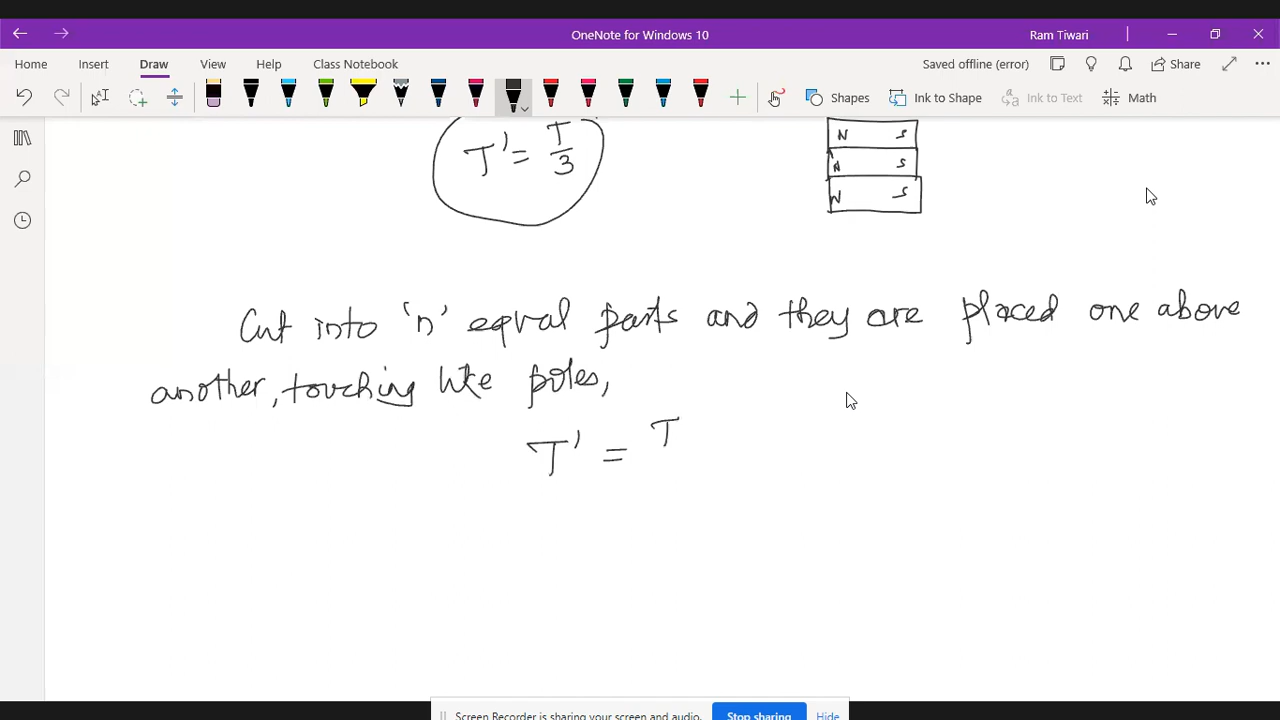 OneNote for Windows 10
Ram Tiwari
Home Insert Draw View Help Class Notebook
Saved offline (error) Share
Shapes Ink to Shape Ink to Text Math
T' = T/3
N S
N S
N S
Cut into 'n' equal parts and they are placed one above
another, touching like poles,
T' = T
Screen Recorder is sharing your screen and audio. Stop sharing Hide